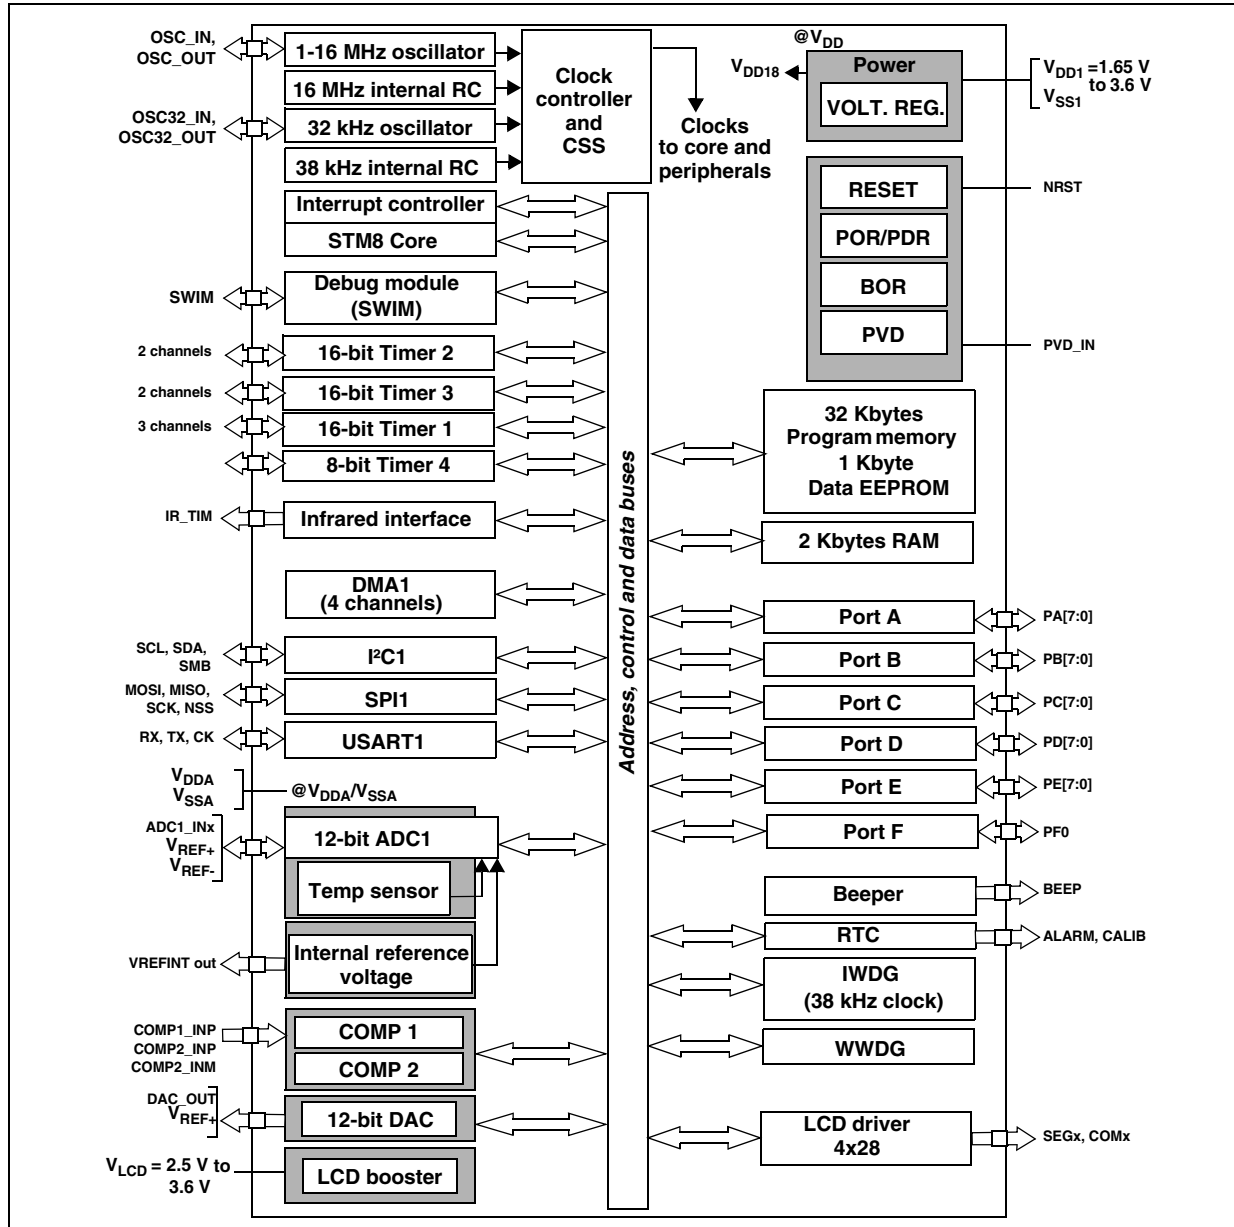 OSC_IN,
OSC_OUT
1-16 MHz oscillator
16 MHz internal RC
OSC32_IN,
OSC32_OUT
32 kHz oscillator
38 kHz internal RC
Clock
controller
and
CSS
Clocks
to core and
peripherals
@VDD
VDD18
Power
VOLT. REG.
VDD1 =1.65 V
to 3.6 V
VSS1
RESET
POR/PDR
BOR
PVD
NRST
PVD_IN
Interrupt controller
STM8 Core
SWIM
Debug module
(SWIM)
2 channels
16-bit Timer 2
2 channels
16-bit Timer 3
3 channels
16-bit Timer 1
8-bit Timer 4
IR_TIM
Infrared interface
DMA1
(4 channels)
SCL, SDA,
SMB
I²C1
MOSI, MISO,
SCK, NSS
SPI1
RX, TX, CK
USART1
VDDA
VSSA
@VDDA/VSSA
ADC1_INx
VREF+
VREF-
12-bit ADC1
Temp sensor
VREFINT out
Internal reference
voltage
COMP1_INP
COMP2_INP
COMP2_INM
COMP 1
COMP 2
DAC_OUT
VREF+
12-bit DAC
VLCD = 2.5 V to
3.6 V
LCD booster
Address, control and data buses
32 Kbytes
Program memory
1 Kbyte
Data EEPROM
2 Kbytes RAM
Port A
PA[7:0]
Port B
PB[7:0]
Port C
PC[7:0]
Port D
PD[7:0]
Port E
PE[7:0]
Port F
PF0
Beeper
BEEP
RTC
ALARM, CALIB
IWDG
(38 kHz clock)
WWDG
LCD driver
4x28
SEGx, COMx